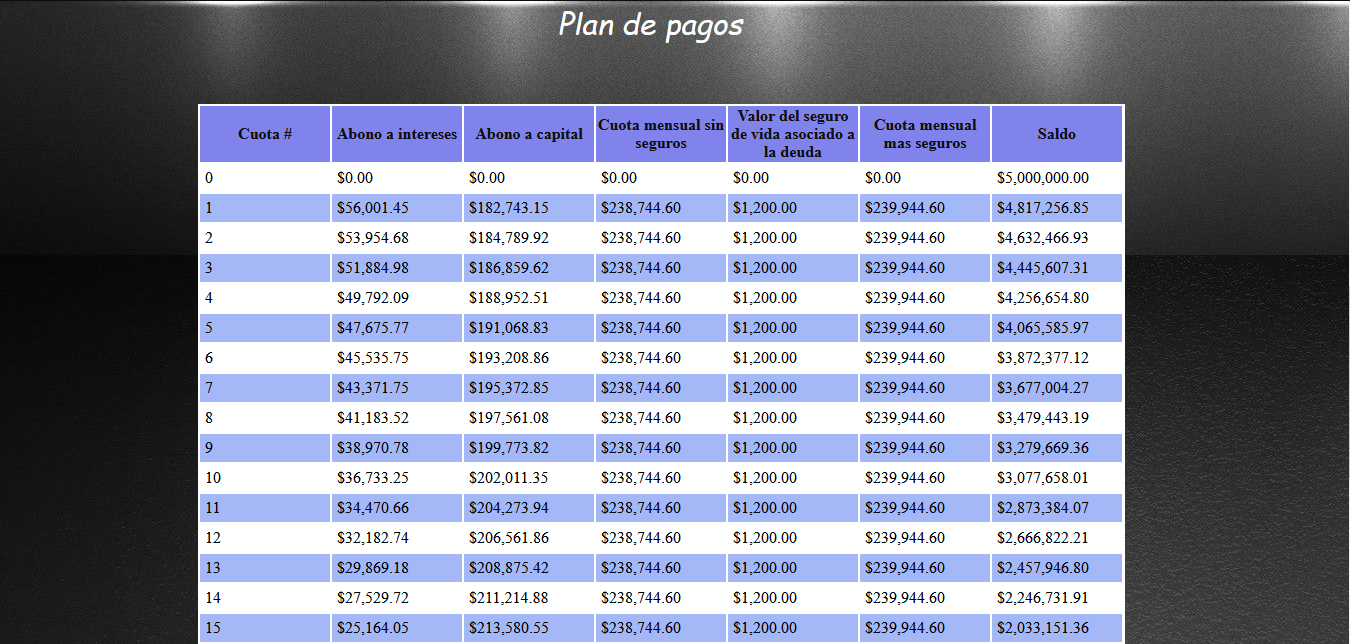 Plan de pagos
Cuota # Abono a intereses Abono a capital Cuota mensual sin seguros Valor del seguro de vida asociado a la deuda Cuota mensual mas seguros Saldo
0 $0.00 $0.00 $0.00 $0.00 $0.00 $5,000,000.00
1 $56,001.45 $182,743.15 $238,744.60 $1,200.00 $239,944.60 $4,817,256.85
2 $53,954.68 $184,789.92 $238,744.60 $1,200.00 $239,944.60 $4,632,466.93
3 $51,884.98 $186,859.62 $238,744.60 $1,200.00 $239,944.60 $4,445,607.31
4 $49,792.09 $188,952.51 $238,744.60 $1,200.00 $239,944.60 $4,256,654.80
5 $47,675.77 $191,068.83 $238,744.60 $1,200.00 $239,944.60 $4,065,585.97
6 $45,535.75 $193,208.86 $238,744.60 $1,200.00 $239,944.60 $3,872,377.12
7 $43,371.75 $195,372.85 $238,744.60 $1,200.00 $239,944.60 $3,677,004.27
8 $41,183.52 $197,561.08 $238,744.60 $1,200.00 $239,944.60 $3,479,443.19
9 $38,970.78 $199,773.82 $238,744.60 $1,200.00 $239,944.60 $3,279,669.36
10 $36,733.25 $202,011.35 $238,744.60 $1,200.00 $239,944.60 $3,077,658.01
11 $34,470.66 $204,273.94 $238,744.60 $1,200.00 $239,944.60 $2,873,384.07
12 $32,182.74 $206,561.86 $238,744.60 $1,200.00 $239,944.60 $2,666,822.21
13 $29,869.18 $208,875.42 $238,744.60 $1,200.00 $239,944.60 $2,457,946.80
14 $27,529.72 $211,214.88 $238,744.60 $1,200.00 $239,944.60 $2,246,731.91
15 $25,164.05 $213,580.55 $238,744.60 $1,200.00 $239,944.60 $2,033,151.36